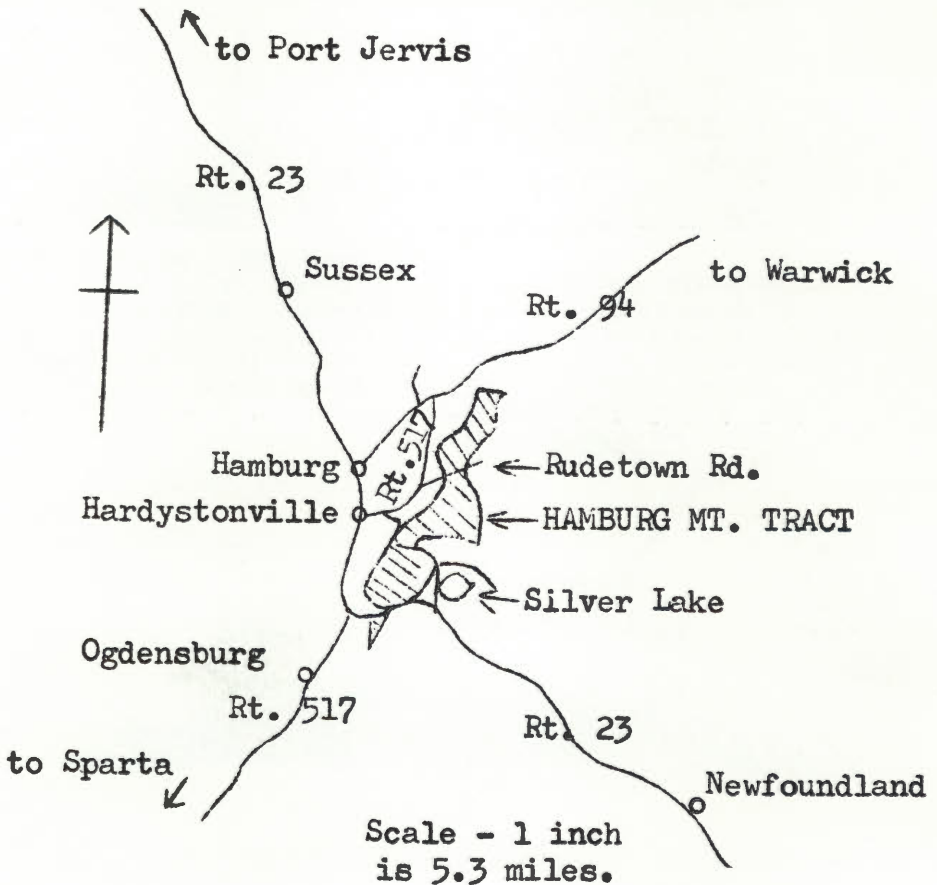 to Port Jervis
Rt. 23
Sussex
to Warwick
Rt. 94
Rt. 517
Hamburg
Rudetown Rd.
Hardystonville
HAMBURG MT. TRACT
Silver Lake
Ogdensburg
Rt. 517
Rt. 23
to Sparta
Newfoundland
Scale - 1 inch
is 5.3 miles.